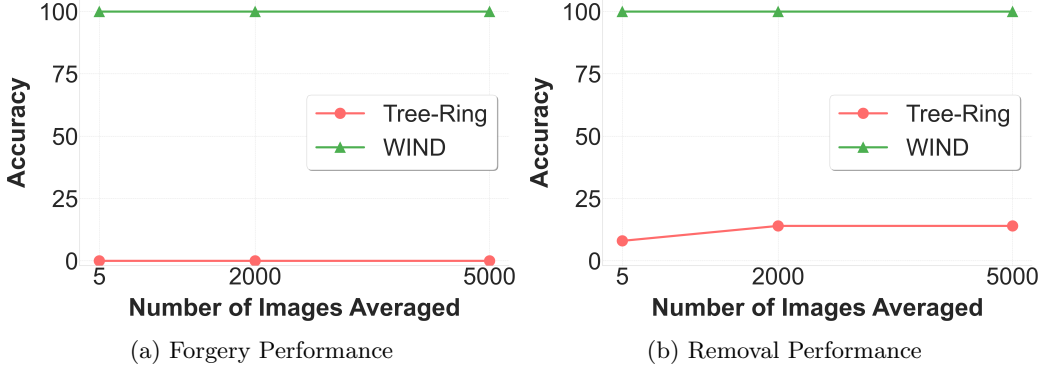 100
75
50
25
0
Accuracy
Tree-Ring
WIND
5
2000
5000
Number of Images Averaged
(a) Forgery Performance
100
75
50
25
0
Accuracy
Tree-Ring
WIND
5
2000
5000
Number of Images Averaged
(b) Removal Performance